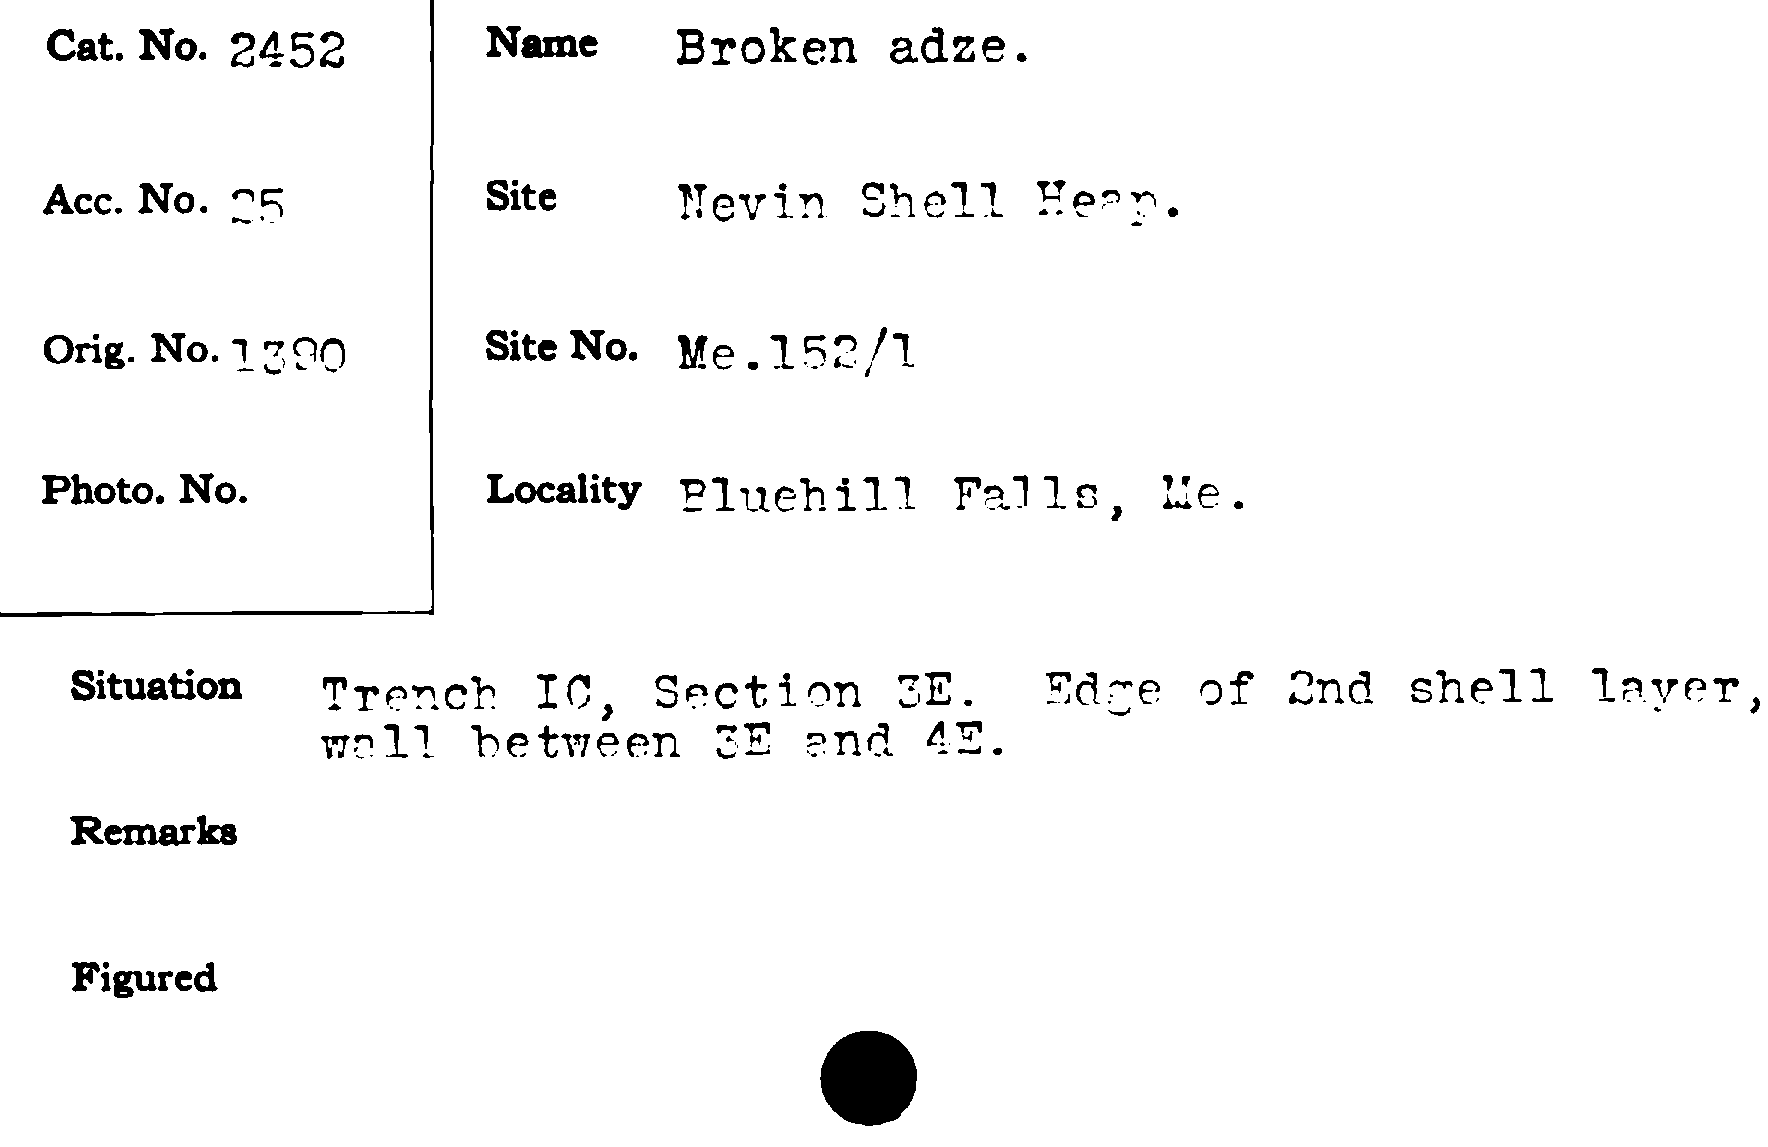 Cat. No. 2452
Name Broken adze.
Acc. No. 25
Site Nevin Shell Heap.
Orig. No. 1390
Site No. Me.152/1
Photo. No.
Locality Bluehill Falls, Me.
Situation Trench IC, Section 3E. Edge of 2nd shell layer,
wall between 3E and 4E.
Remarks
Figured